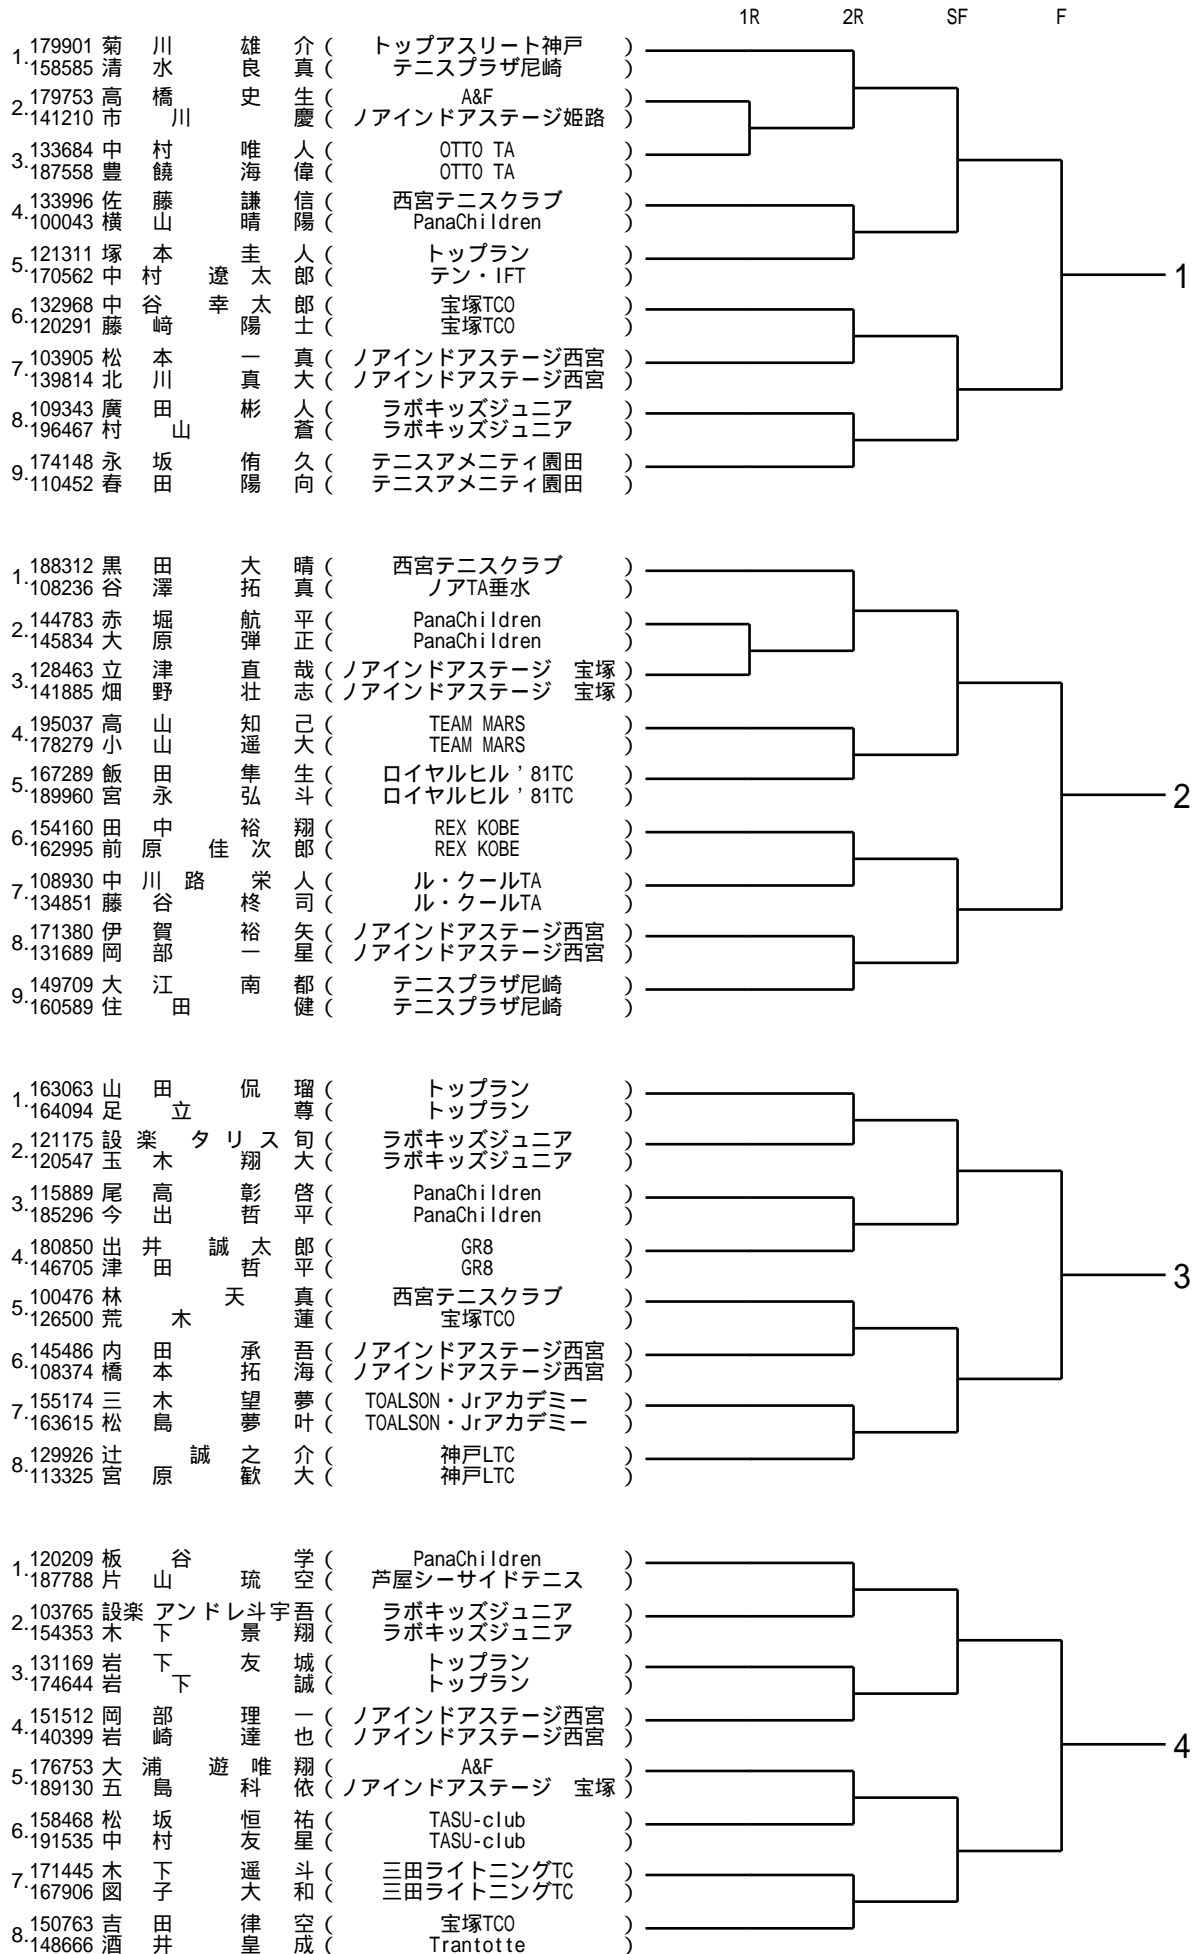 1R 2R SF F
1. 179901 菊川 雄介 ( トップアスリート神戸 )
158585 清水 良真 ( テニスプラザ尼崎 )
2. 179753 高橋 史生 ( A&F )
141210 市川 慶 ( ノアインドアステージ姫路 )
3. 133684 中村 唯人 ( OTTO TA )
187558 豊饒 海偉 ( OTTO TA )
4. 133996 佐藤 謙信 ( 西宮テニスクラブ )
100043 横山 晴陽 ( PanaChildren )
5. 121311 塚本 圭人 ( トップラン )
170562 中村 遼太郎 ( テン・IFT )
1
6. 132968 中谷 幸太郎 ( 宝塚TCO )
120291 藤﨑 陽士 ( 宝塚TCO )
7. 103905 松本 一真 ( ノアインドアステージ西宮 )
139814 北川 真大 ( ノアインドアステージ西宮 )
8. 109343 廣田 彬人 ( ラボキッズジュニア )
196467 村山 蒼 ( ラボキッズジュニア )
9. 174148 永坂 侑久 ( テニスアメニティ園田 )
110452 春田 陽向 ( テニスアメニティ園田 )
1. 188312 黒田 大晴 ( 西宮テニスクラブ )
108236 谷澤 拓真 ( ノアTA垂水 )
2. 144783 赤堀 航平 ( PanaChildren )
145834 大原 弾正 ( PanaChildren )
3. 128463 立津 直哉 ( ノアインドアステージ 宝塚 )
141885 畑野 壮志 ( ノアインドアステージ 宝塚 )
4. 195037 高山 知己 ( TEAM MARS )
178279 小山 遥大 ( TEAM MARS )
5. 167289 飯田 隼生 ( ロイヤルヒル'81TC )
189960 宮永 弘斗 ( ロイヤルヒル'81TC )
2
6. 154160 田中 裕翔 ( REX KOBE )
162995 前原 佳次郎 ( REX KOBE )
7. 108930 中川路 栄人 ( ル・クールTA )
134851 藤谷 柊司 ( ル・クールTA )
8. 171380 伊賀 裕矢 ( ノアインドアステージ西宮 )
131689 岡部 一星 ( ノアインドアステージ西宮 )
9. 149709 大江 南都 ( テニスプラザ尼崎 )
160589 住田 健 ( テニスプラザ尼崎 )
1. 163063 山田 侃瑠 ( トップラン )
164094 足立 尊 ( トップラン )
2. 121175 設楽 タリス旬 ( ラボキッズジュニア )
120547 玉木 翔大 ( ラボキッズジュニア )
3. 115889 尾高 彰啓 ( PanaChildren )
185296 今出 哲平 ( PanaChildren )
4. 180850 出井 誠太郎 ( GR8 )
146705 津田 哲平 ( GR8 )
3
5. 100476 林 天真 ( 西宮テニスクラブ )
126500 荒木 蓮 ( 宝塚TCO )
6. 145486 内田 承吾 ( ノアインドアステージ西宮 )
108374 橋本 拓海 ( ノアインドアステージ西宮 )
7. 155174 三木 望夢 ( TOALSON・Jrアカデミー )
163615 松島 夢叶 ( TOALSON・Jrアカデミー )
8. 129926 辻 誠之介 ( 神戸LTC )
113325 宮原 歓大 ( 神戸LTC )
1. 120209 板谷 学 ( PanaChildren )
187788 片山 琉空 ( 芦屋シーサイドテニス )
2. 103765 設楽 アンドレ斗宇吾 ( ラボキッズジュニア )
154353 木下 景翔 ( ラボキッズジュニア )
3. 131169 岩下 友城 ( トップラン )
174644 岩下 誠 ( トップラン )
4. 151512 岡部 理一 ( ノアインドアステージ西宮 )
140399 岩崎 達也 ( ノアインドアステージ西宮 )
4
5. 176753 大浦 遊唯翔 ( A&F )
189130 五島 科依 ( ノアインドアステージ 宝塚 )
6. 158468 松坂 恒祐 ( TASU-club )
191535 中村 友星 ( TASU-club )
7. 171445 木下 遥斗 ( 三田ライトニングTC )
167906 図子 大和 ( 三田ライトニングTC )
8. 150763 吉田 律空 ( 宝塚TCO )
148666 酒井 皇成 ( Trantotte )